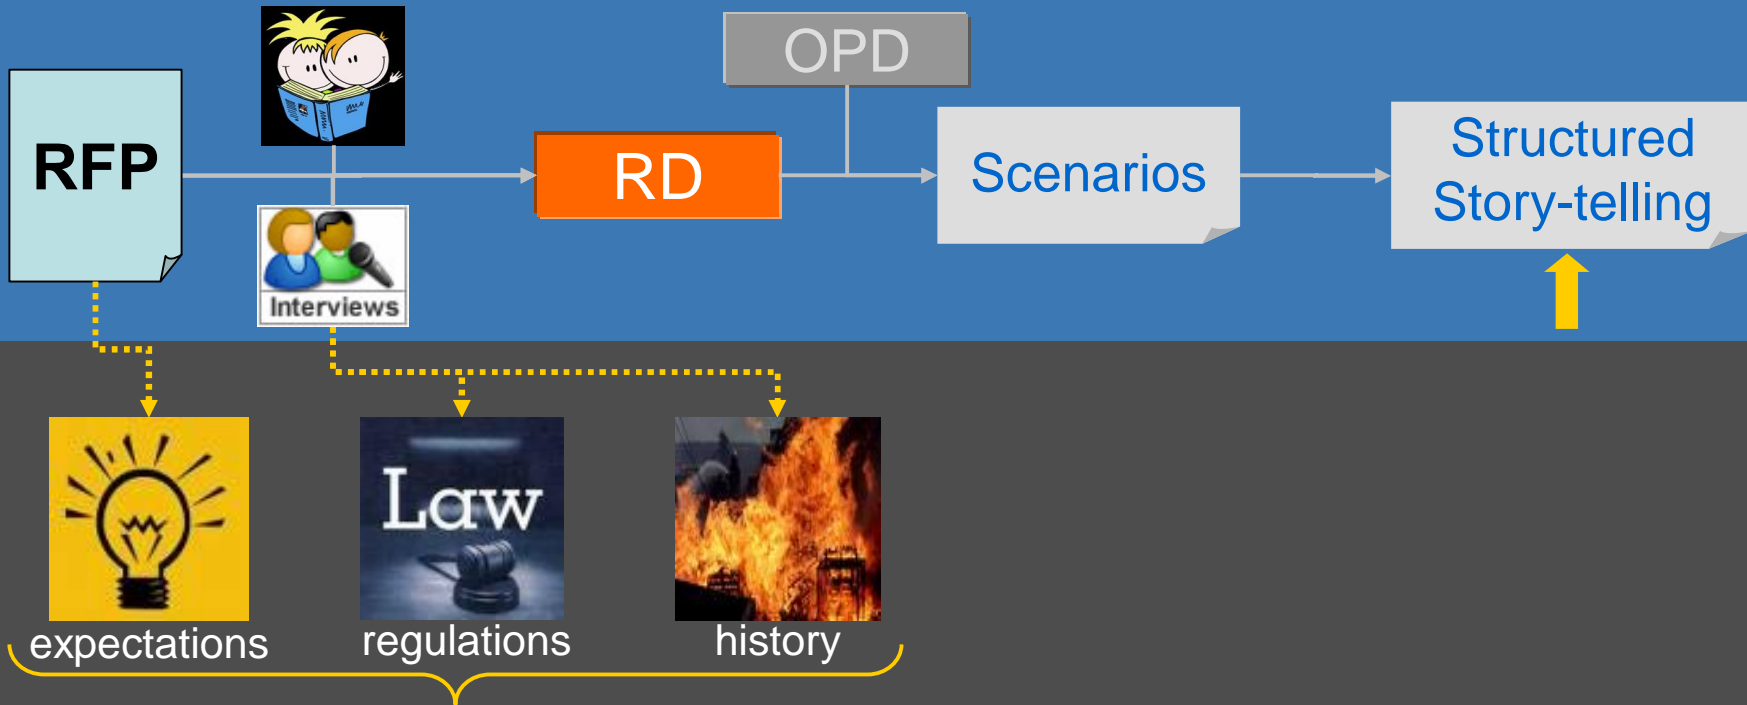 OPD
RFP
RD
Scenarios
Structured
Story-telling
Interviews
Law
expectations
regulations
history